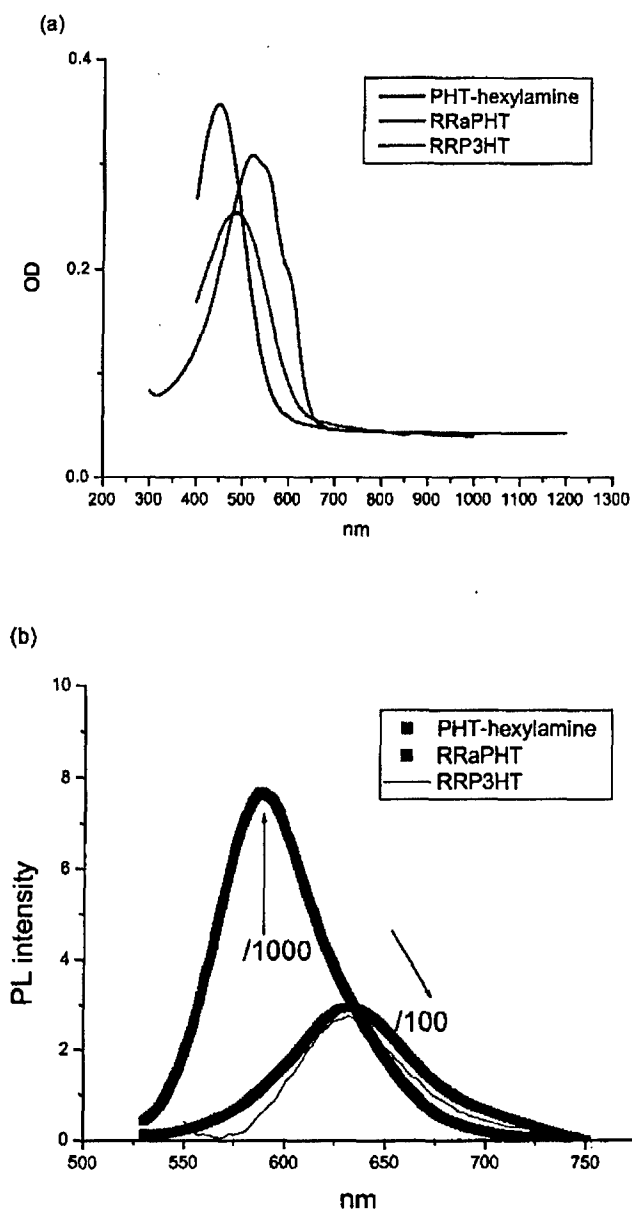 (a)
0.4
PHT-hexylamine
RRaPHT
RRP3HT
OD
0.2
0.0
200 300 400 500 600 700 800 900 1000 1100 1200 1300
nm
(b)
10
PHT-hexylamine
RRaPHT
RRP3HT
8
PL intensity
6
/1000
4
/100
2
0
500 550 600 650 700 750
nm